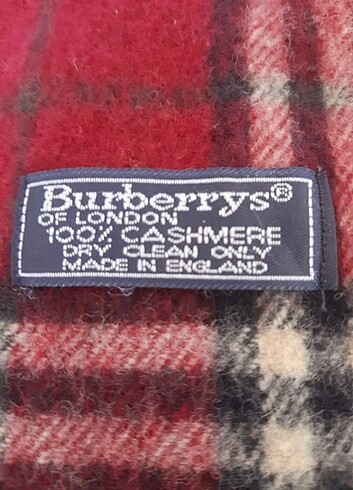 Burberrys®
OF LONDON
100% CASHMERE
DRY CLEAN ONLY
MADE IN ENGLAND